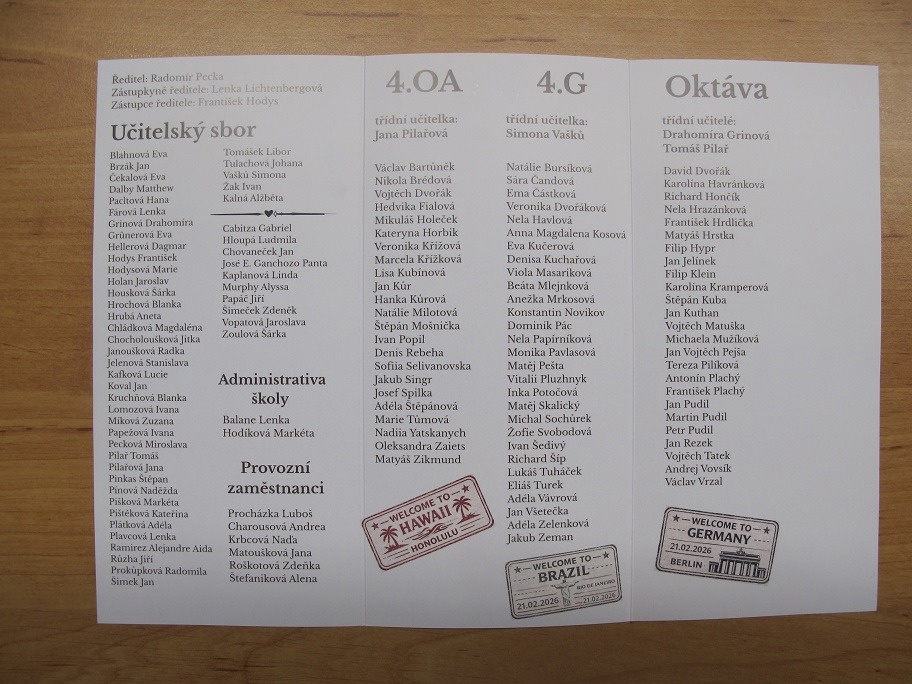 Ředitel: Radomír Pecka
Zástupkyně ředitele: Lenka Lichtenbergová
Zástupce ředitele: František Hodys
Učitelský sbor
Blahnová Eva
Brzák Jan
Čekalová Eva
Dalby Matthew
Pacltová Hana
Fárová Lenka
Grinová Drahomíra
Grünerová Eva
Hellerová Dagmar
Hodys František
Hodysová Marie
Holan Jaroslav
Housková Šárka
Hrochová Blanka
Hrubá Aneta
Chládková Magdaléna
Chocholoušková Jitka
Janoušková Radka
Jelenová Stanislava
Kafková Lucie
Koval Jan
Kruchňová Blanka
Lomozová Ivana
Míková Zuzana
Papežová Ivana
Pecková Miroslava
Pilař Tomáš
Pilařová Jana
Pinkas Štěpán
Pínová Naděžda
Píšková Markéta
Pištěková Kateřina
Plátková Adéla
Plavcová Lenka
Ramirez Alejandre Aida
Růzha Jiří
Prokůpková Radomila
Šimek Jan
Tomášek Libor
Tulachová Johana
Vašků Simona
Žak Ivan
Kalná Alžběta
Cabitza Gabriel
Hloupá Ludmila
Chovaneček Jan
José E. Ganchozo Panta
Kaplanová Linda
Murphy Alyssa
Papáč Jiří
Šimeček Zdeněk
Vopatová Jaroslava
Zoulová Šárka
Administrativa
školy
Balane Lenka
Hodíková Markéta
Provozní
zaměstnanci
Procházka Luboš
Charousová Andrea
Krbcová Naďa
Matoušková Jana
Roškotová Zdeňka
Štefaniková Alena
4.OA
třídní učitelka:
Jana Pilařová
Václav Bartůněk
Nikola Brédová
Vojtěch Dvořák
Hedvika Fialová
Mikuláš Holeček
Kateryna Horbik
Veronika Křížová
Marcela Křížková
Lisa Kubínová
Jan Kůr
Hanka Kůrová
Natálie Milotová
Štěpán Mošnička
Ivan Popil
Denis Rebeha
Sofiia Selivanovska
Jakub Singr
Josef Spilka
Adéla Štěpánová
Marie Tůmová
Nadiia Yatskanych
Oleksandra Zaiets
Matyáš Zikmund
WELCOME TO
HAWAII
HONOLULU
4.G
třídní učitelka:
Simona Vašků
Natálie Bursíková
Sára Čandová
Ema Částková
Veronika Dvořáková
Nela Havlová
Anna Magdalena Kosová
Eva Kučerová
Denisa Kuchařová
Viola Masariková
Beáta Mlejnková
Anežka Mrkosová
Konstantin Novikov
Dominik Pác
Nela Papírníková
Monika Pavlasová
Matěj Pešta
Vitalii Pluzhnyk
Inka Potočová
Matěj Skalický
Michal Sochůrek
Žofie Svobodová
Ivan Šedivý
Richard Šíp
Lukáš Tuháček
Eliáš Turek
Adéla Vávrová
Jan Všetečka
Adéla Zelenková
Jakub Zeman
WELCOME TO
BRAZIL
RIO DE JANEIRO
21.02.2026
21.02.2026
Oktáva
třídní učitelé:
Drahomíra Grinová
Tomáš Pilař
David Dvořák
Karolína Havránková
Richard Hončík
Nela Hrazánková
František Hrdlička
Matyáš Hrstka
Filip Hypr
Jan Jelínek
Filip Klein
Karolína Kramperová
Štěpán Kuba
Jan Kuthan
Vojtěch Matuška
Michaela Mužíková
Jan Vojtěch Pejša
Tereza Pilíková
Antonín Plachý
František Plachý
Jan Pudil
Martin Pudil
Petr Pudil
Jan Rezek
Vojtěch Tatek
Andrej Vovsík
Václav Vrzal
WELCOME TO
GERMANY
21.02.2026
BERLIN